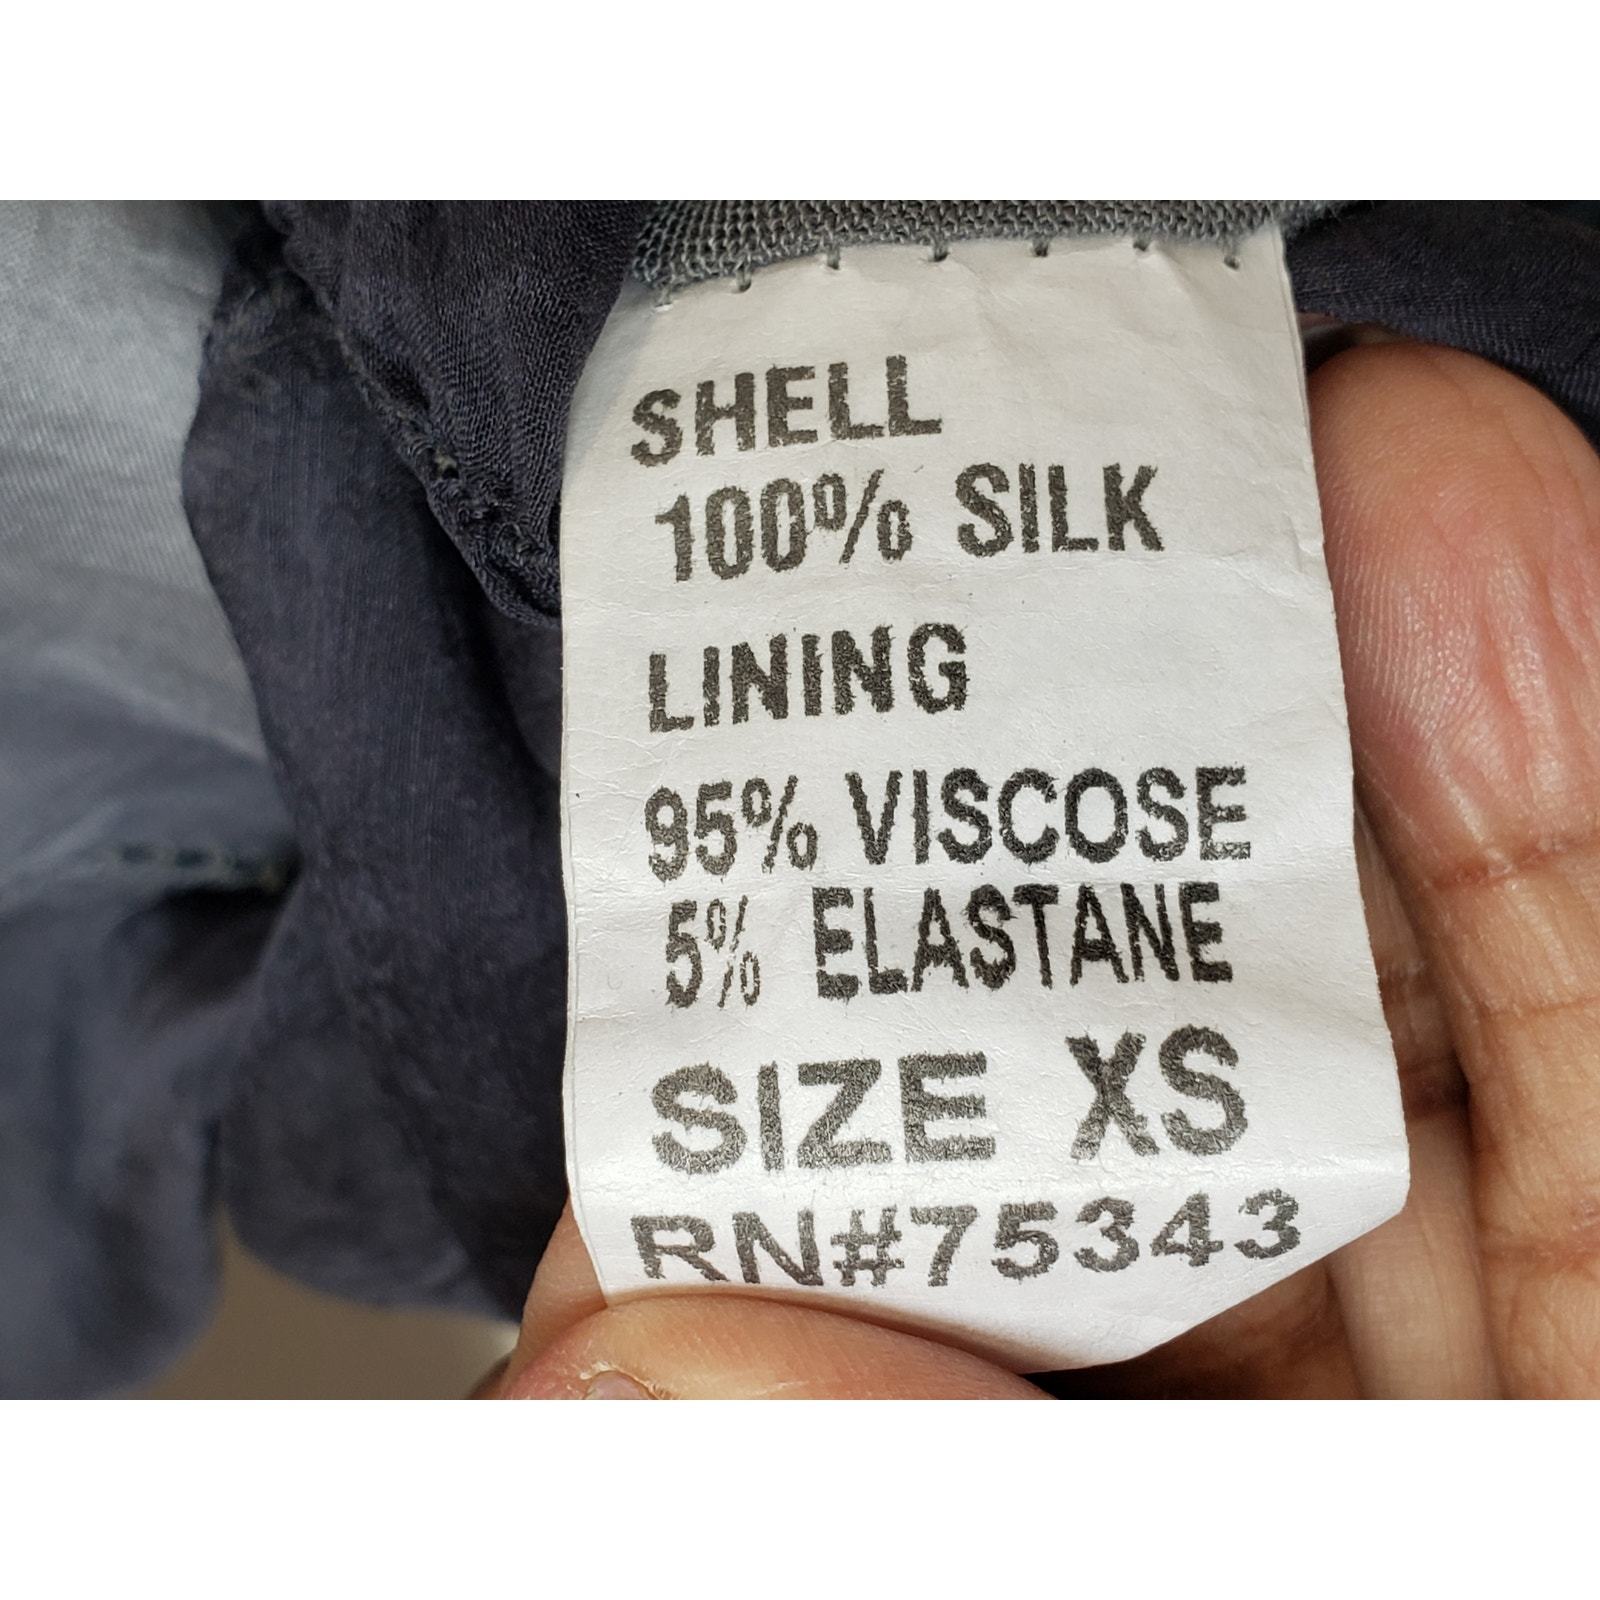 SHELL
100% SILK
LINING
95% VISCOSE
5% ELASTANE
SIZE XS
RN#75343